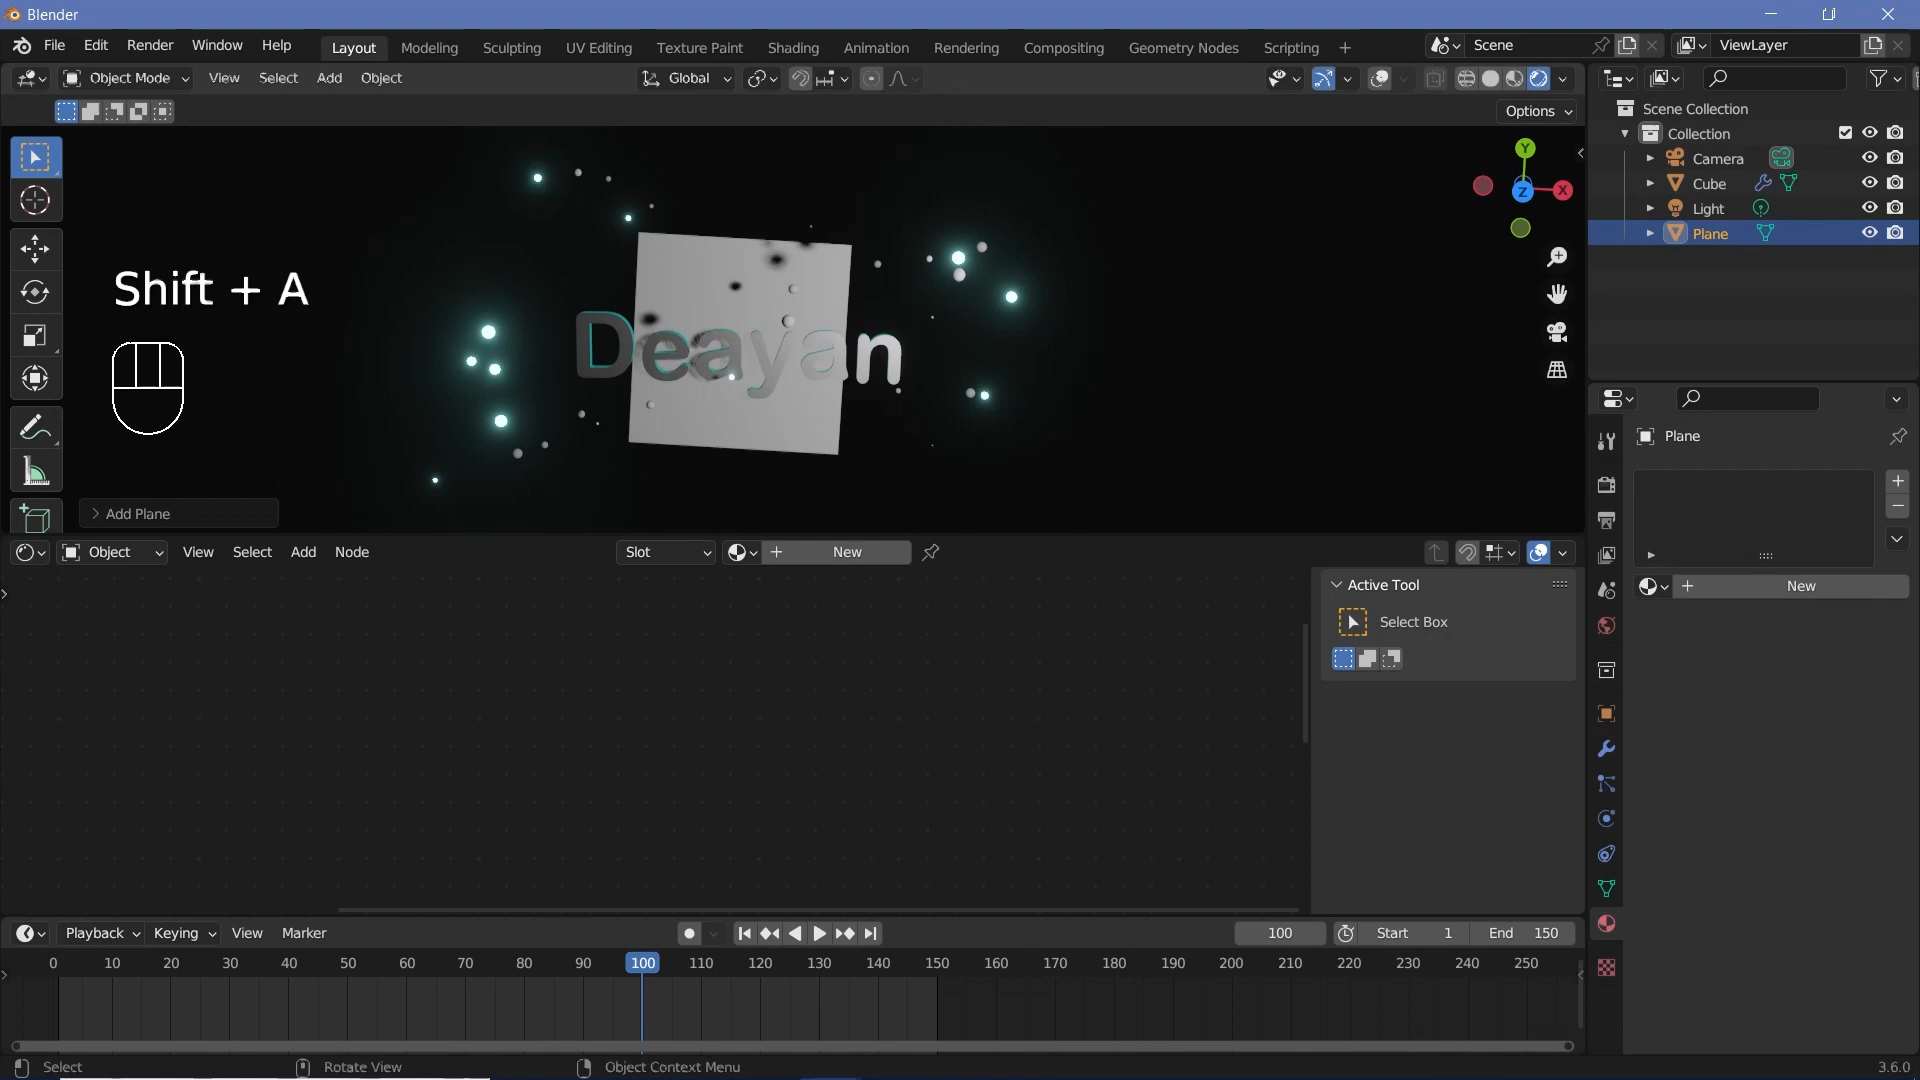 Blender
File Edit Render Window Help Layout Modeling Sculpting UV Editing Texture Paint Shading Animation Rendering Compositing Geometry Nodes Scripting + Scene ViewLayer
Object Mode View Select Add Object Global
Options
Scene Collection
Collection
Camera
Cube
Light
Plane
Y
X
Z
Shift + A
Deayan
Add Plane
Plane
New
Object View Select Add Node Slot New
Active Tool
Select Box
Playback Keying View Marker 100 Start 1 End 150
0 10 20 30 40 50 60 70 80 90 100 110 120 130 140 150 160 170 180 190 200 210 220 230 240 250
Select Rotate View Object Context Menu 3.6.0